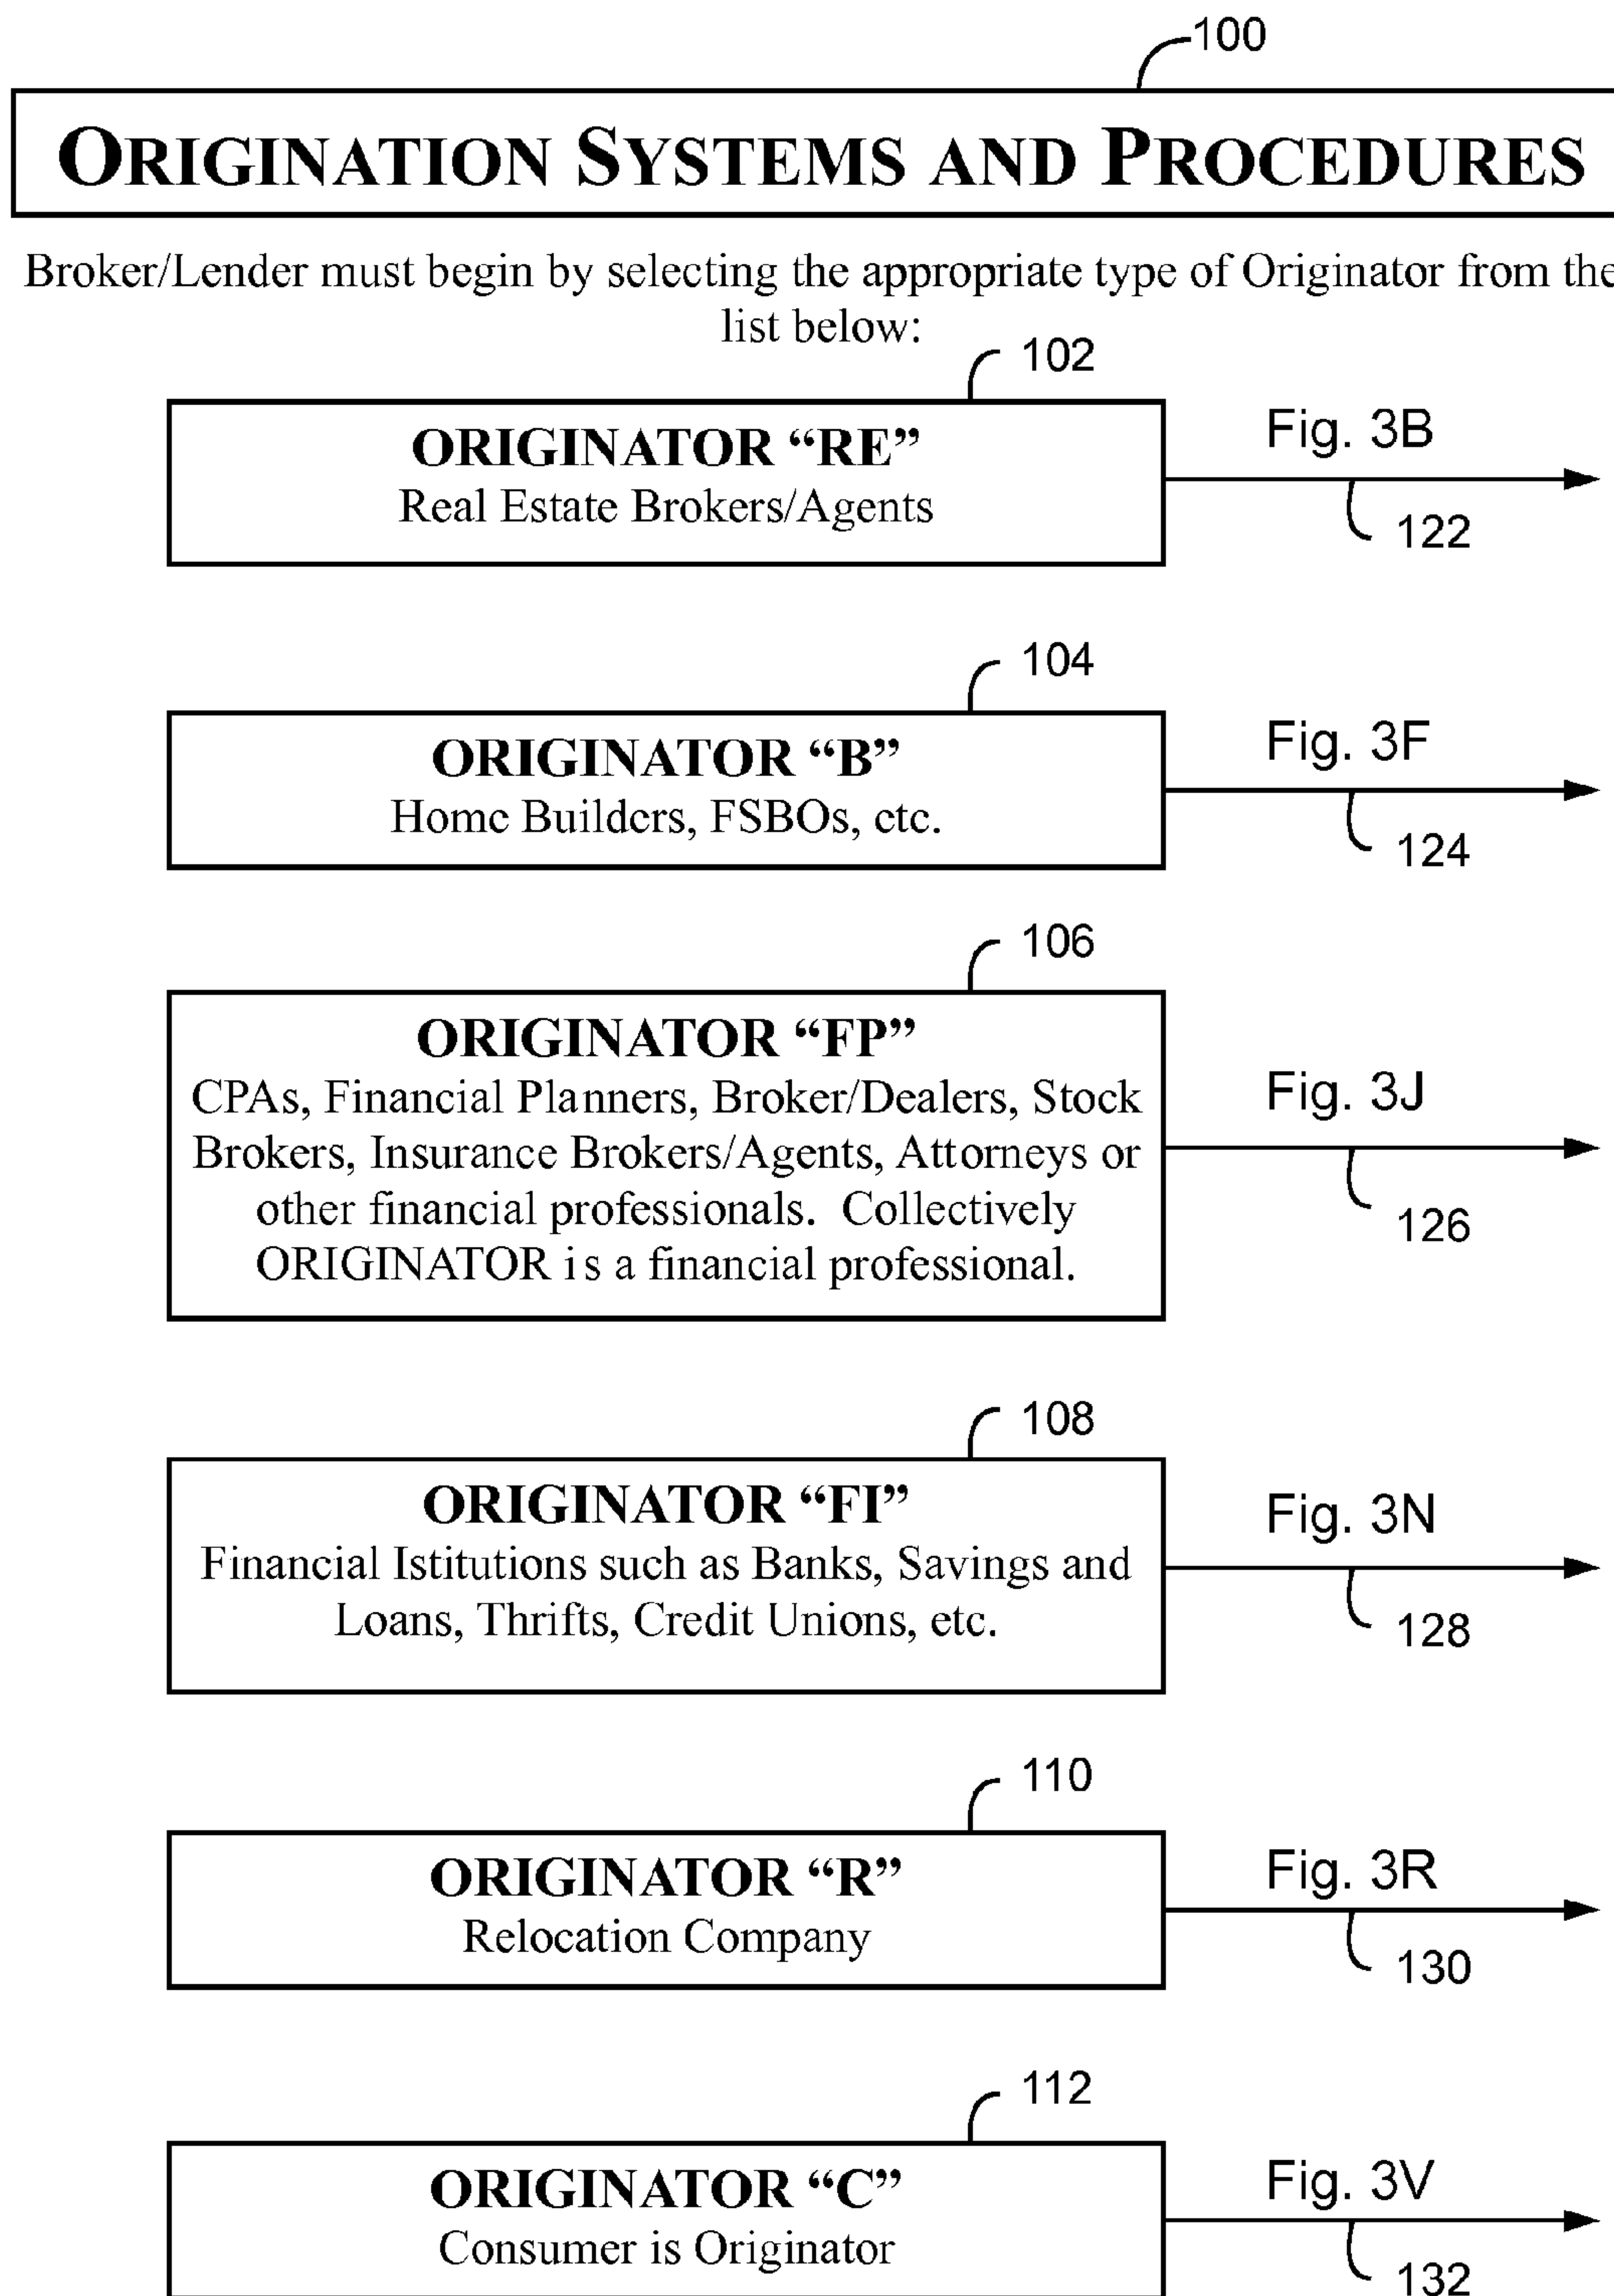 100
ORIGINATION SYSTEMS AND PROCEDURES
Broker/Lender must begin by selecting the appropriate type of Originator from the
list below:
102
ORIGINATOR “RE”
Real Estate Brokers/Agents
Fig. 3B
122
104
ORIGINATOR “B”
Home Builders, FSBOs, etc.
Fig. 3F
124
106
ORIGINATOR “FP”
CPAs, Financial Planners, Broker/Dealers, Stock
Brokers, Insurance Brokers/Agents, Attorneys or
other financial professionals. Collectively
ORIGINATOR is a financial professional.
Fig. 3J
126
108
ORIGINATOR “FI”
Financial Istitutions such as Banks, Savings and
Loans, Thrifts, Credit Unions, etc.
Fig. 3N
128
110
ORIGINATOR “R”
Relocation Company
Fig. 3R
130
112
ORIGINATOR “C”
Consumer is Originator
Fig. 3V
132